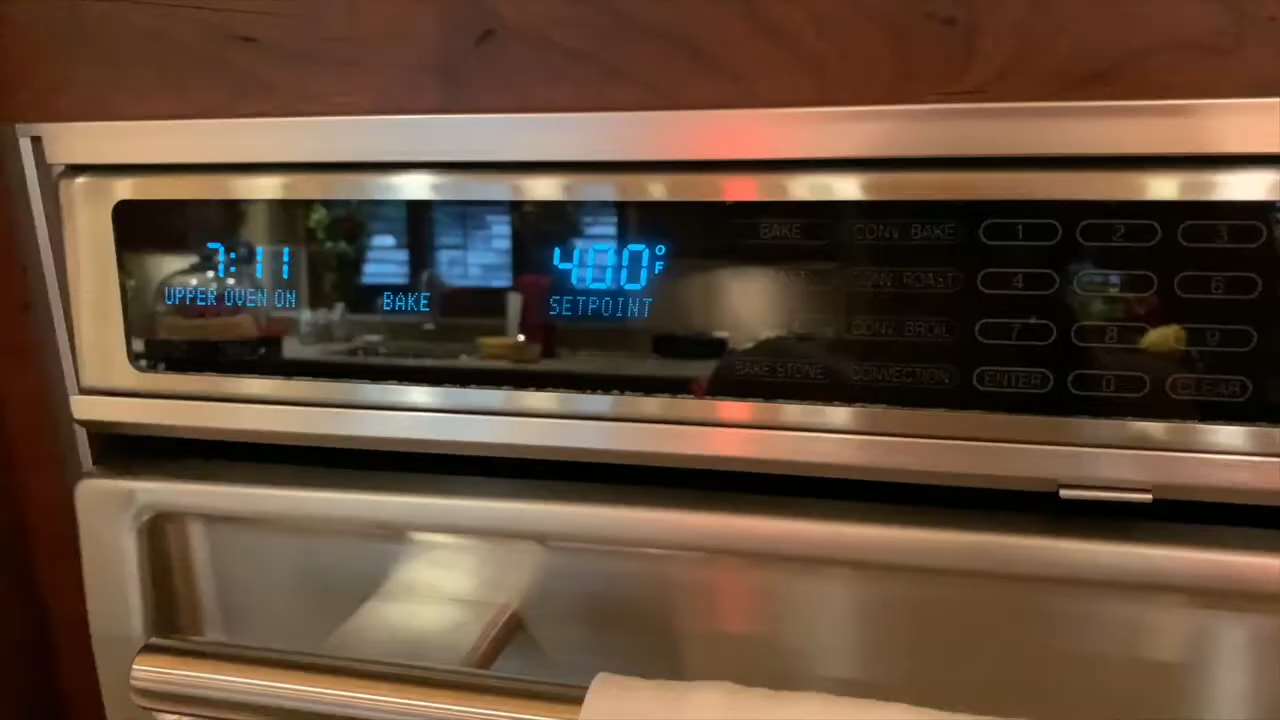 7:11
UPPER OVEN ON
BAKE
400°F
SETPOINT
BAKE
CONV BAKE
1
2
3
CONV ROAST
4
5
6
CONV BROIL
7
8
9
BAKE STONE
CONVECTION
ENTER
0
CLEAR